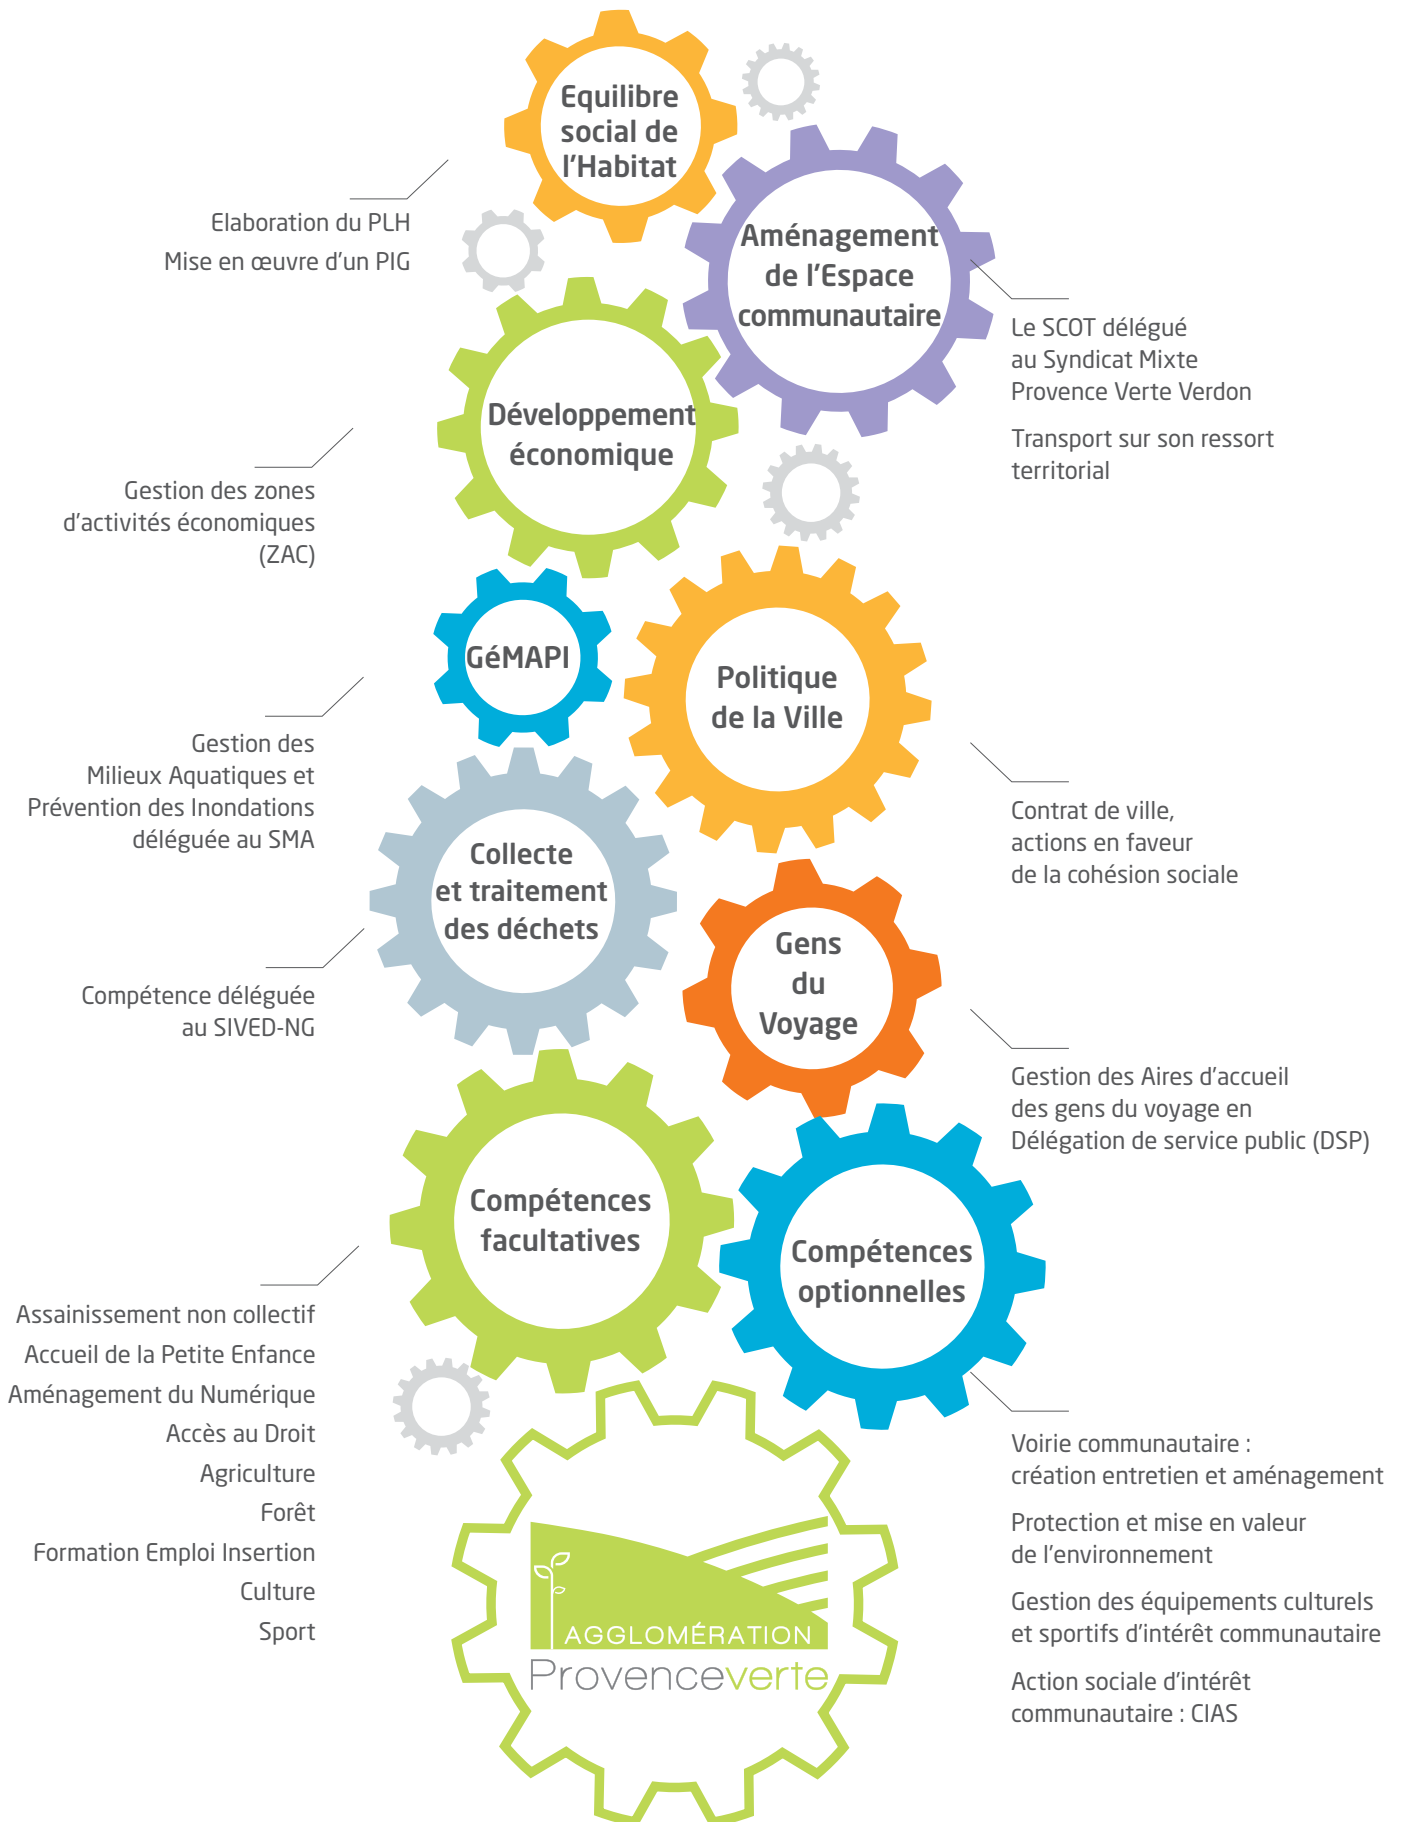 Equilibre
social de
l'Habitat
Elaboration du PLH
Mise en œuvre d'un PIG
Aménagement
de l'Espace
communautaire
Le SCOT délégué
au Syndicat Mixte
Provence Verte Verdon
Transport sur son ressort
territorial
Développement
économique
Gestion des zones
d'activités économiques
(ZAC)
GéMAPI
Gestion des
Milieux Aquatiques et
Prévention des Inondations
déléguée au SMA
Politique
de la Ville
Contrat de ville,
actions en faveur
de la cohésion sociale
Collecte
et traitement
des déchets
Compétence déléguée
au SIVED-NG
Gens
du
Voyage
Gestion des Aires d'accueil
des gens du voyage en
Délégation de service public (DSP)
Compétences
facultatives
Assainissement non collectif
Accueil de la Petite Enfance
Aménagement du Numérique
Accès au Droit
Agriculture
Forêt
Formation Emploi Insertion
Culture
Sport
Compétences
optionnelles
Voirie communautaire :
création entretien et aménagement
Protection et mise en valeur
de l'environnement
Gestion des équipements culturels
et sportifs d'intérêt communautaire
Action sociale d'intérêt
communautaire : CIAS
AGGLOMÉRATION
Provenceverte